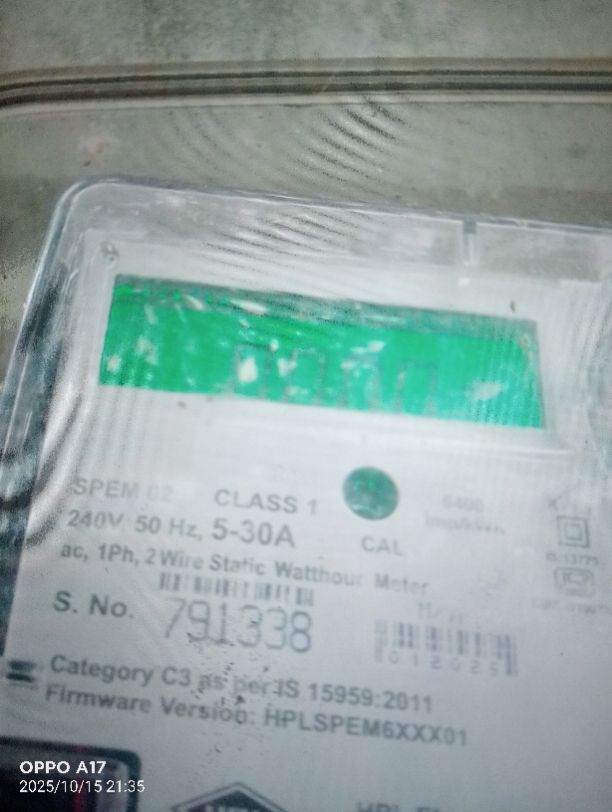 SPEM 02 CLASS 1
240V, 50 Hz, 5-30A
CAL
ac, 1Ph, 2 Wire Static Watthour Meter
S. No. 791338
Category C3 as per IS 15959:2011
Firmware Version: HPLSPEM6XXX01
OPPO A17
2025/10/15 21:35